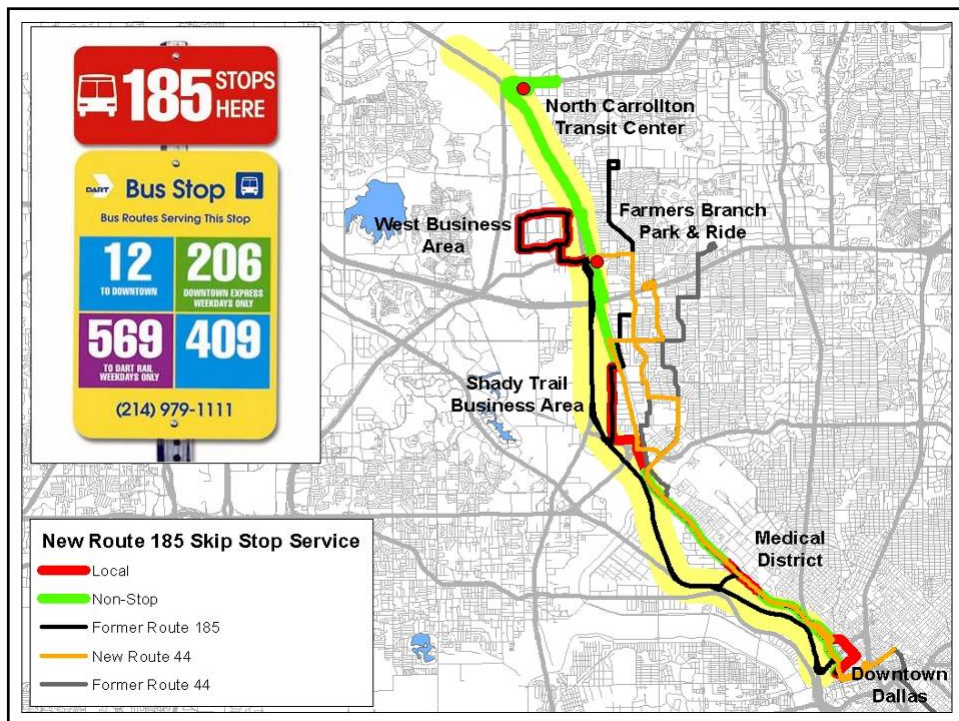 185 STOPS
HERE
DART
Bus Stop
Bus Routes Serving This Stop
12
TO DOWNTOWN
206
DOWNTOWN EXPRESS
WEEKDAYS ONLY
569
TO DART RAIL
WEEKDAYS ONLY
409
(214) 979-1111
North Carrollton
Transit Center
West Business
Area
Farmers Branch
Park & Ride
Shady Trail
Business Area
Medical
District
Downtown
Dallas
New Route 185 Skip Stop Service
Local
Non-Stop
Former Route 185
New Route 44
Former Route 44